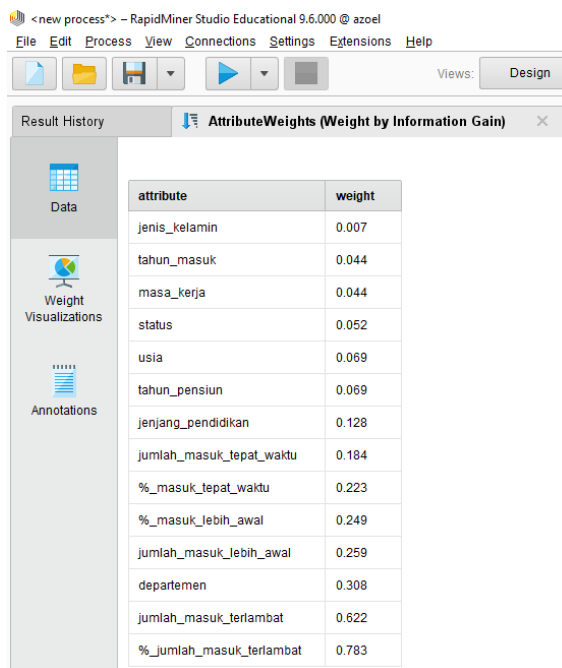 <new process*> – RapidMiner Studio Educational 9.6.000 @ azoel
File Edit Process View Connections Settings Extensions Help
Views: Design
Result History AttributeWeights (Weight by Information Gain)
Data
Weight
Visualizations
Annotations
attribute weight
jenis_kelamin 0.007
tahun_masuk 0.044
masa_kerja 0.044
status 0.052
usia 0.069
tahun_pensiun 0.069
jenjang_pendidikan 0.128
jumlah_masuk_tepat_waktu 0.184
%_masuk_tepat_waktu 0.223
%_masuk_lebih_awal 0.249
jumlah_masuk_lebih_awal 0.259
departemen 0.308
jumlah_masuk_terlambat 0.622
%_jumlah_masuk_terlambat 0.783